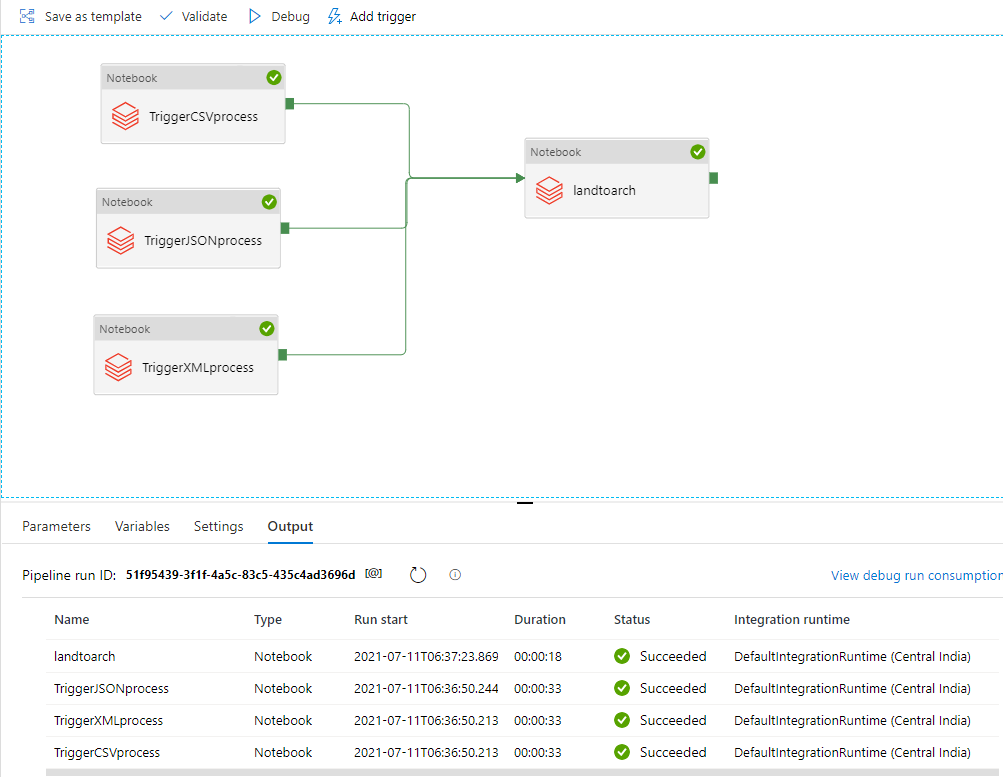 Save as template Validate Debug Add trigger
Notebook
TriggerCSVprocess
Notebook
landtoarch
Notebook
TriggerJSONprocess
Notebook
TriggerXMLprocess
Parameters Variables Settings Output
Pipeline run ID: 51f95439-3f1f-4a5c-83c5-435c4ad3696d [@]
View debug run consumption
Name Type Run start Duration Status Integration runtime
landtoarch Notebook 2021-07-11T06:37:23.869 00:00:18 Succeeded DefaultIntegrationRuntime (Central India)
TriggerJSONprocess Notebook 2021-07-11T06:36:50.244 00:00:33 Succeeded DefaultIntegrationRuntime (Central India)
TriggerXMLprocess Notebook 2021-07-11T06:36:50.213 00:00:33 Succeeded DefaultIntegrationRuntime (Central India)
TriggerCSVprocess Notebook 2021-07-11T06:36:50.213 00:00:33 Succeeded DefaultIntegrationRuntime (Central India)